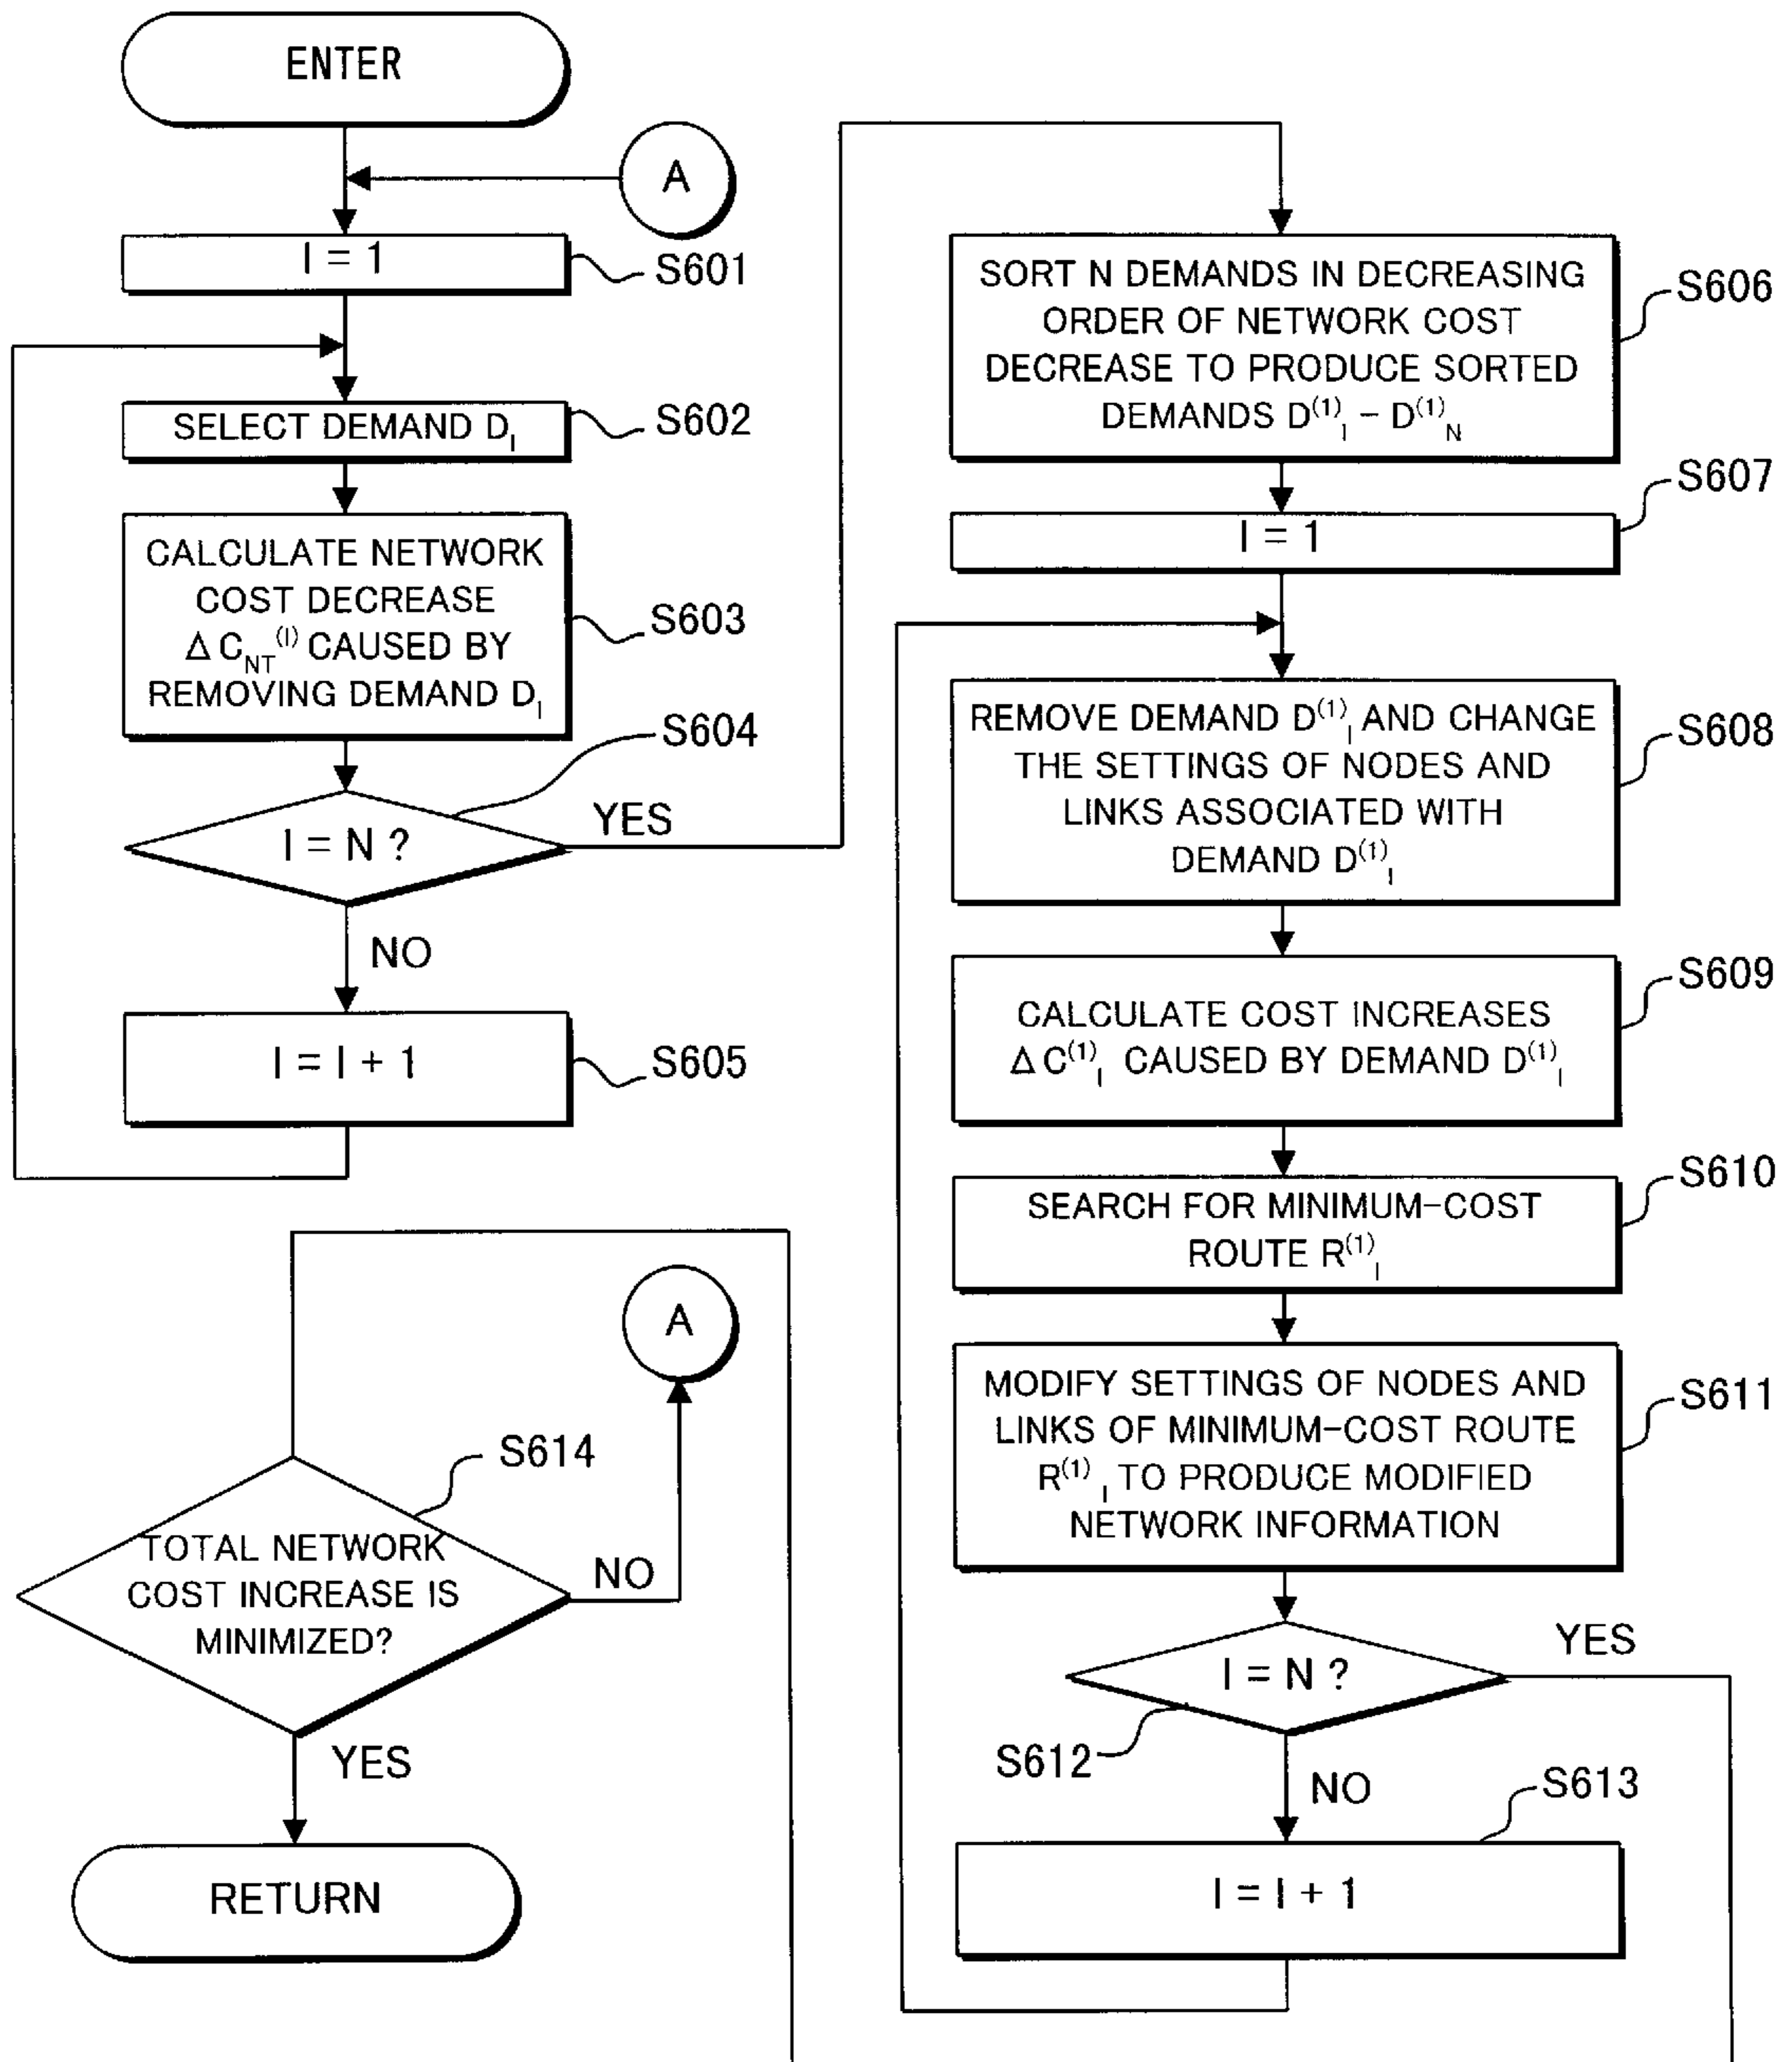 ENTER
A
I = 1
S601
SELECT DEMAND D_I
S602
CALCULATE NETWORK
COST DECREASE
Δ C_NT^(I) CAUSED BY
REMOVING DEMAND D_I
S603
S604
I = N ?
YES
NO
I = I + 1
S605
SORT N DEMANDS IN DECREASING
ORDER OF NETWORK COST
DECREASE TO PRODUCE SORTED
DEMANDS D^(1)_I – D^(1)_N
S606
S607
I = 1
REMOVE DEMAND D^(1)_I AND CHANGE
THE SETTINGS OF NODES AND
LINKS ASSOCIATED WITH
DEMAND D^(1)_I
S608
CALCULATE COST INCREASES
Δ C^(1)_I CAUSED BY DEMAND D^(1)_I
S609
SEARCH FOR MINIMUM-COST
ROUTE R^(1)_I
S610
MODIFY SETTINGS OF NODES AND
LINKS OF MINIMUM-COST ROUTE
R^(1)_I TO PRODUCE MODIFIED
NETWORK INFORMATION
S611
I = N ?
YES
S612
NO
S613
I = I + 1
A
S614
TOTAL NETWORK
COST INCREASE IS
MINIMIZED?
NO
YES
RETURN